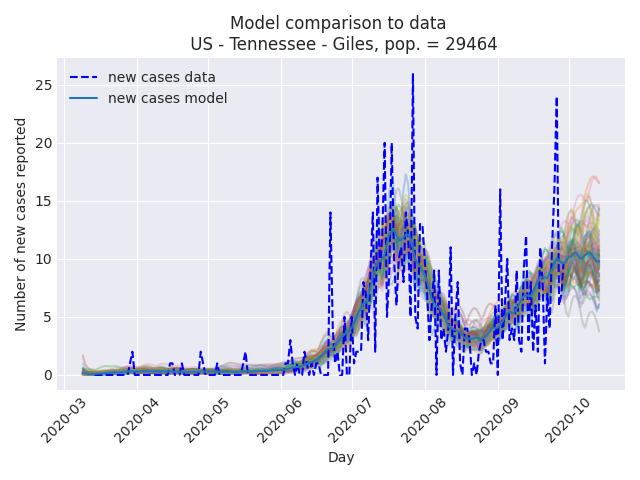 Model comparison to data
US - Tennessee - Giles, pop. = 29464
new cases data
new cases model
Number of new cases reported
25
20
15
10
5
0
2020-03
2020-04
2020-05
2020-06
2020-07
2020-08
2020-09
2020-10
Day